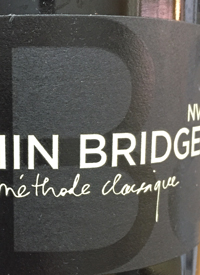 NV
IIN BRIDGE
méthode classique